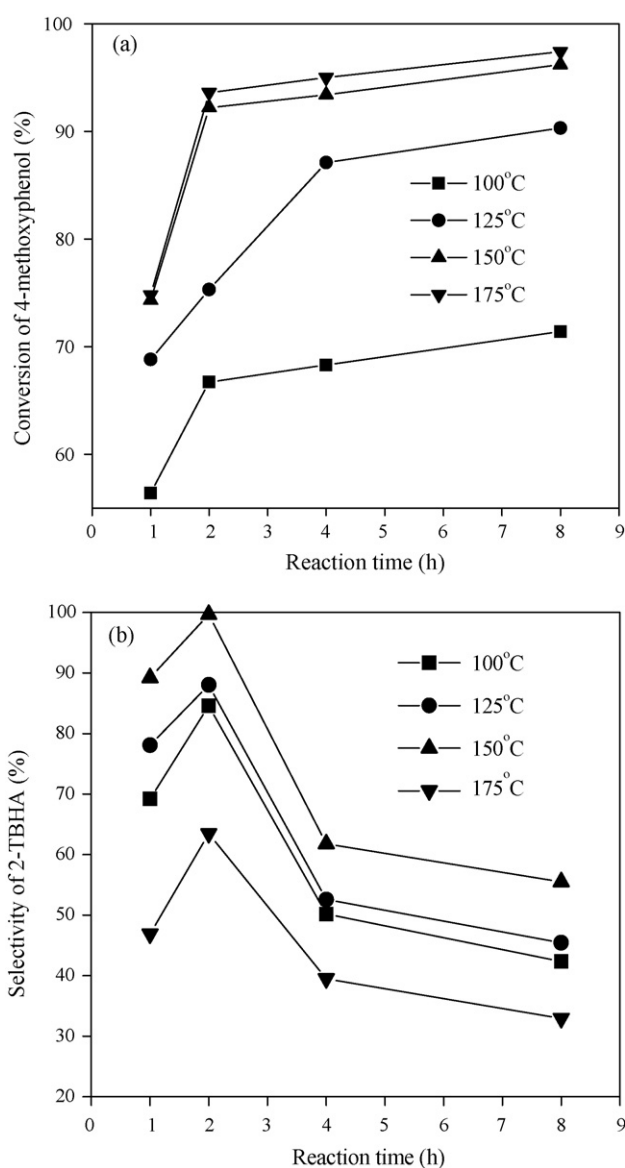 (a)
Conversion of 4-methoxyphenol (%)
100
90
80
70
60
100°C
125°C
150°C
175°C
0 1 2 3 4 5 6 7 8 9
Reaction time (h)
(b)
Selectivity of 2-TBHA (%)
100
90
80
70
60
50
40
30
20
100°C
125°C
150°C
175°C
0 1 2 3 4 5 6 7 8 9
Reaction time (h)